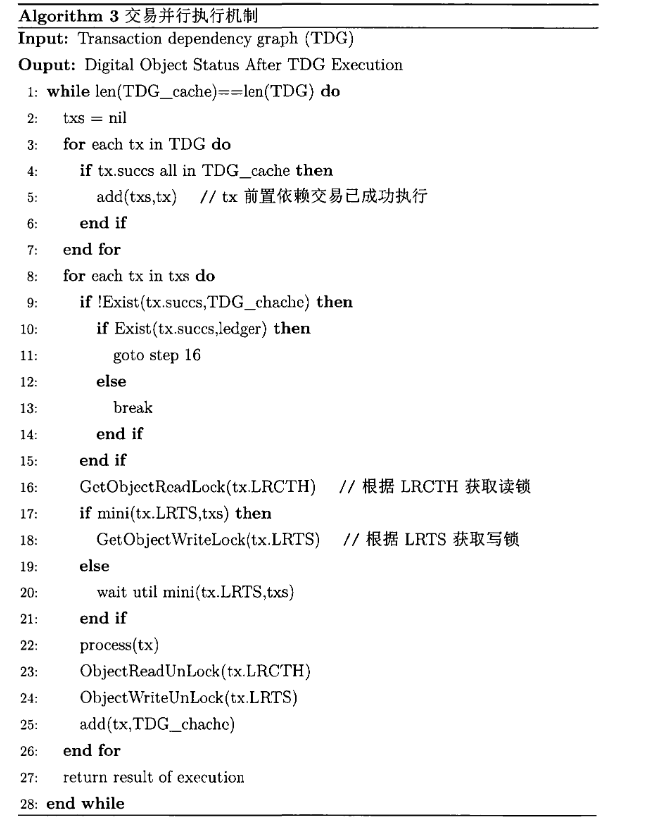 Algorithm 3 交易并行执行机制
Input: Transaction dependency graph (TDG)
Ouput: Digital Object Status After TDG Execution
1: while len(TDG_cache)==len(TDG) do
2: txs = nil
3: for each tx in TDG do
4: if tx.succs all in TDG_cache then
5: add(txs,tx) // tx 前置依赖交易已成功执行
6: end if
7: end for
8: for each tx in txs do
9: if !Exist(tx.succs,TDG_chache) then
10: if Exist(tx.succs,ledger) then
11: goto step 16
12: else
13: break
14: end if
15: end if
16: GetObjectReadLock(tx.LRCTH) // 根据 LRCTH 获取读锁
17: if mini(tx.LRTS,txs) then
18: GetObjectWriteLock(tx.LRTS) // 根据 LRTS 获取写锁
19: else
20: wait util mini(tx.LRTS,txs)
21: end if
22: process(tx)
23: ObjectReadUnLock(tx.LRCTH)
24: ObjectWriteUnLock(tx.LRTS)
25: add(tx,TDG_chache)
26: end for
27: return result of execution
28: end while